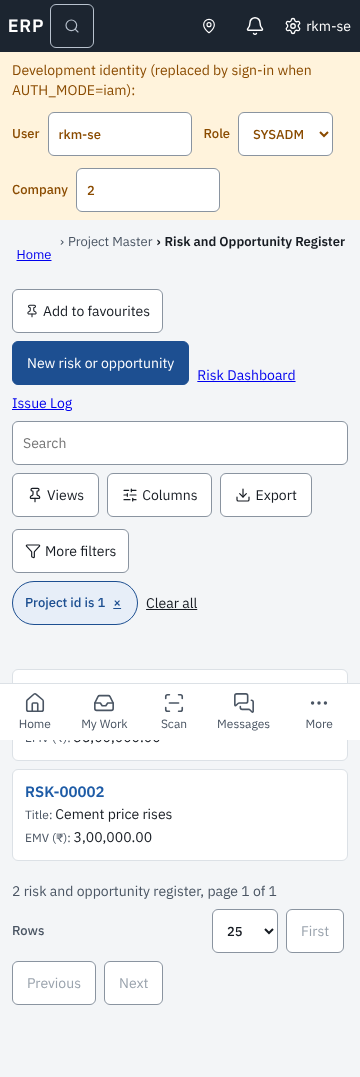 ERP
rkm-se
Development identity (replaced by sign-in when
AUTH_MODE=iam):
User rkm-se Role SYSADM
Company 2
Home › Project Master › Risk and Opportunity Register
Add to favourites
New risk or opportunity Risk Dashboard
Issue Log
Search
Views Columns Export
More filters
Project id is 1 × Clear all
Home My Work Scan Messages More
RSK-00002
Title: Cement price rises
EMV (₹): 3,00,000.00
2 risk and opportunity register, page 1 of 1
Rows 25 First
Previous Next